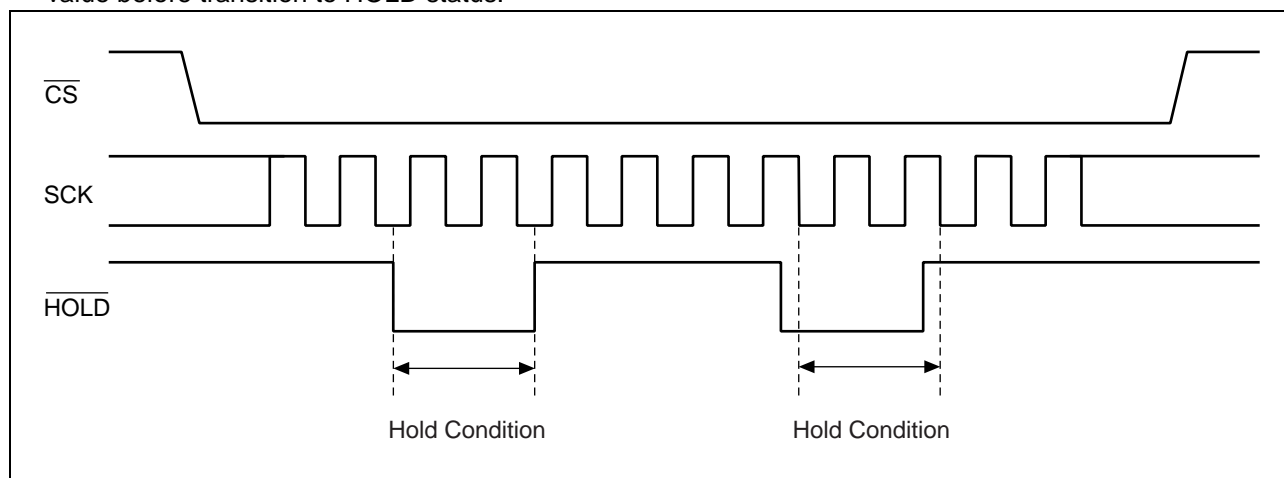 value before transition to HOLD status.
CS
SCK
HOLD
Hold Condition
Hold Condition